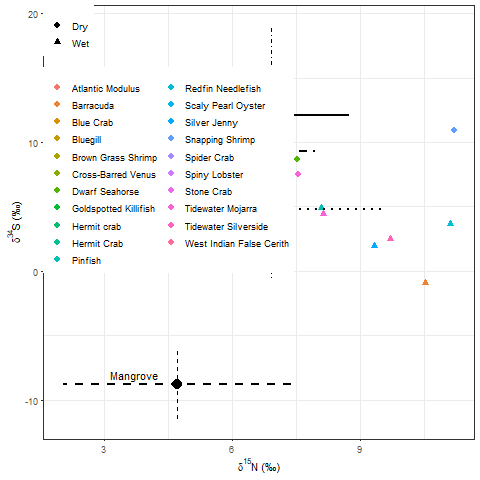 20
10
0
-10
δ34S (‰)
Dry
Wet
Atlantic Modulus
Barracuda
Blue Crab
Bluegill
Brown Grass Shrimp
Cross-Barred Venus
Dwarf Seahorse
Goldspotted Killifish
Hermit crab
Hermit Crab
Pinfish
Redfin Needlefish
Scaly Pearl Oyster
Silver Jenny
Snapping Shrimp
Spider Crab
Spiny Lobster
Stone Crab
Tidewater Mojarra
Tidewater Silverside
West Indian False Cerith
Mangrove
3 6 9
δ15N (‰)